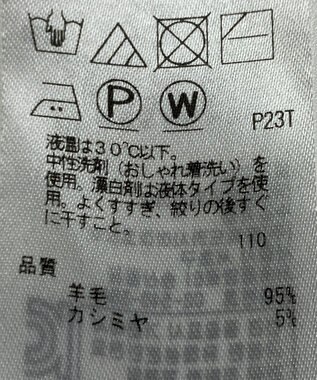 P W
P23T
液温は30℃以下。
中性洗剤(おしゃれ着洗い)を
使用。漂白剤は液体タイプを使
用。よくすすぎ、絞りの後すぐ
に干すこと。
110
品質
羊毛 95%
カシミヤ 5%